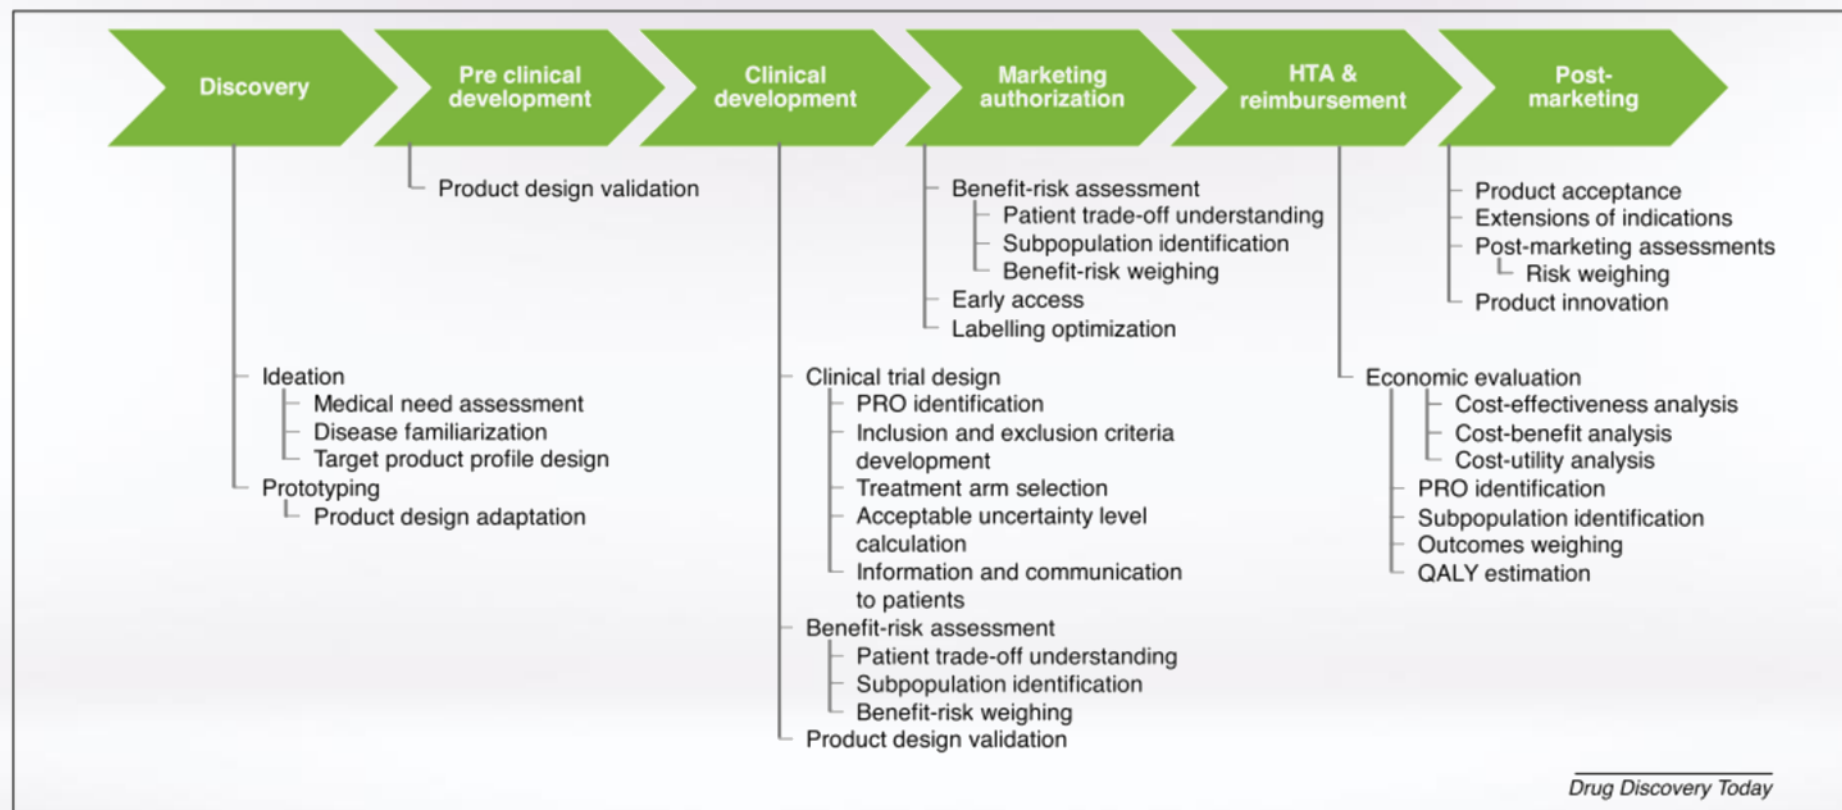 Discovery
Pre clinical
development
Clinical
development
Marketing
authorization
HTA &
reimbursement
Post-
marketing
Ideation
Medical need assessment
Disease familiarization
Target product profile design
Prototyping
Product design adaptation
Product design validation
Clinical trial design
PRO identification
Inclusion and exclusion criteria
development
Treatment arm selection
Acceptable uncertainty level
calculation
Information and communication
to patients
Benefit-risk assessment
Patient trade-off understanding
Subpopulation identification
Benefit-risk weighing
Product design validation
Benefit-risk assessment
Patient trade-off understanding
Subpopulation identification
Benefit-risk weighing
Early access
Labelling optimization
Economic evaluation
Cost-effectiveness analysis
Cost-benefit analysis
Cost-utility analysis
PRO identification
Subpopulation identification
Outcomes weighing
QALY estimation
Product acceptance
Extensions of indications
Post-marketing assessments
Risk weighing
Product innovation
Drug Discovery Today